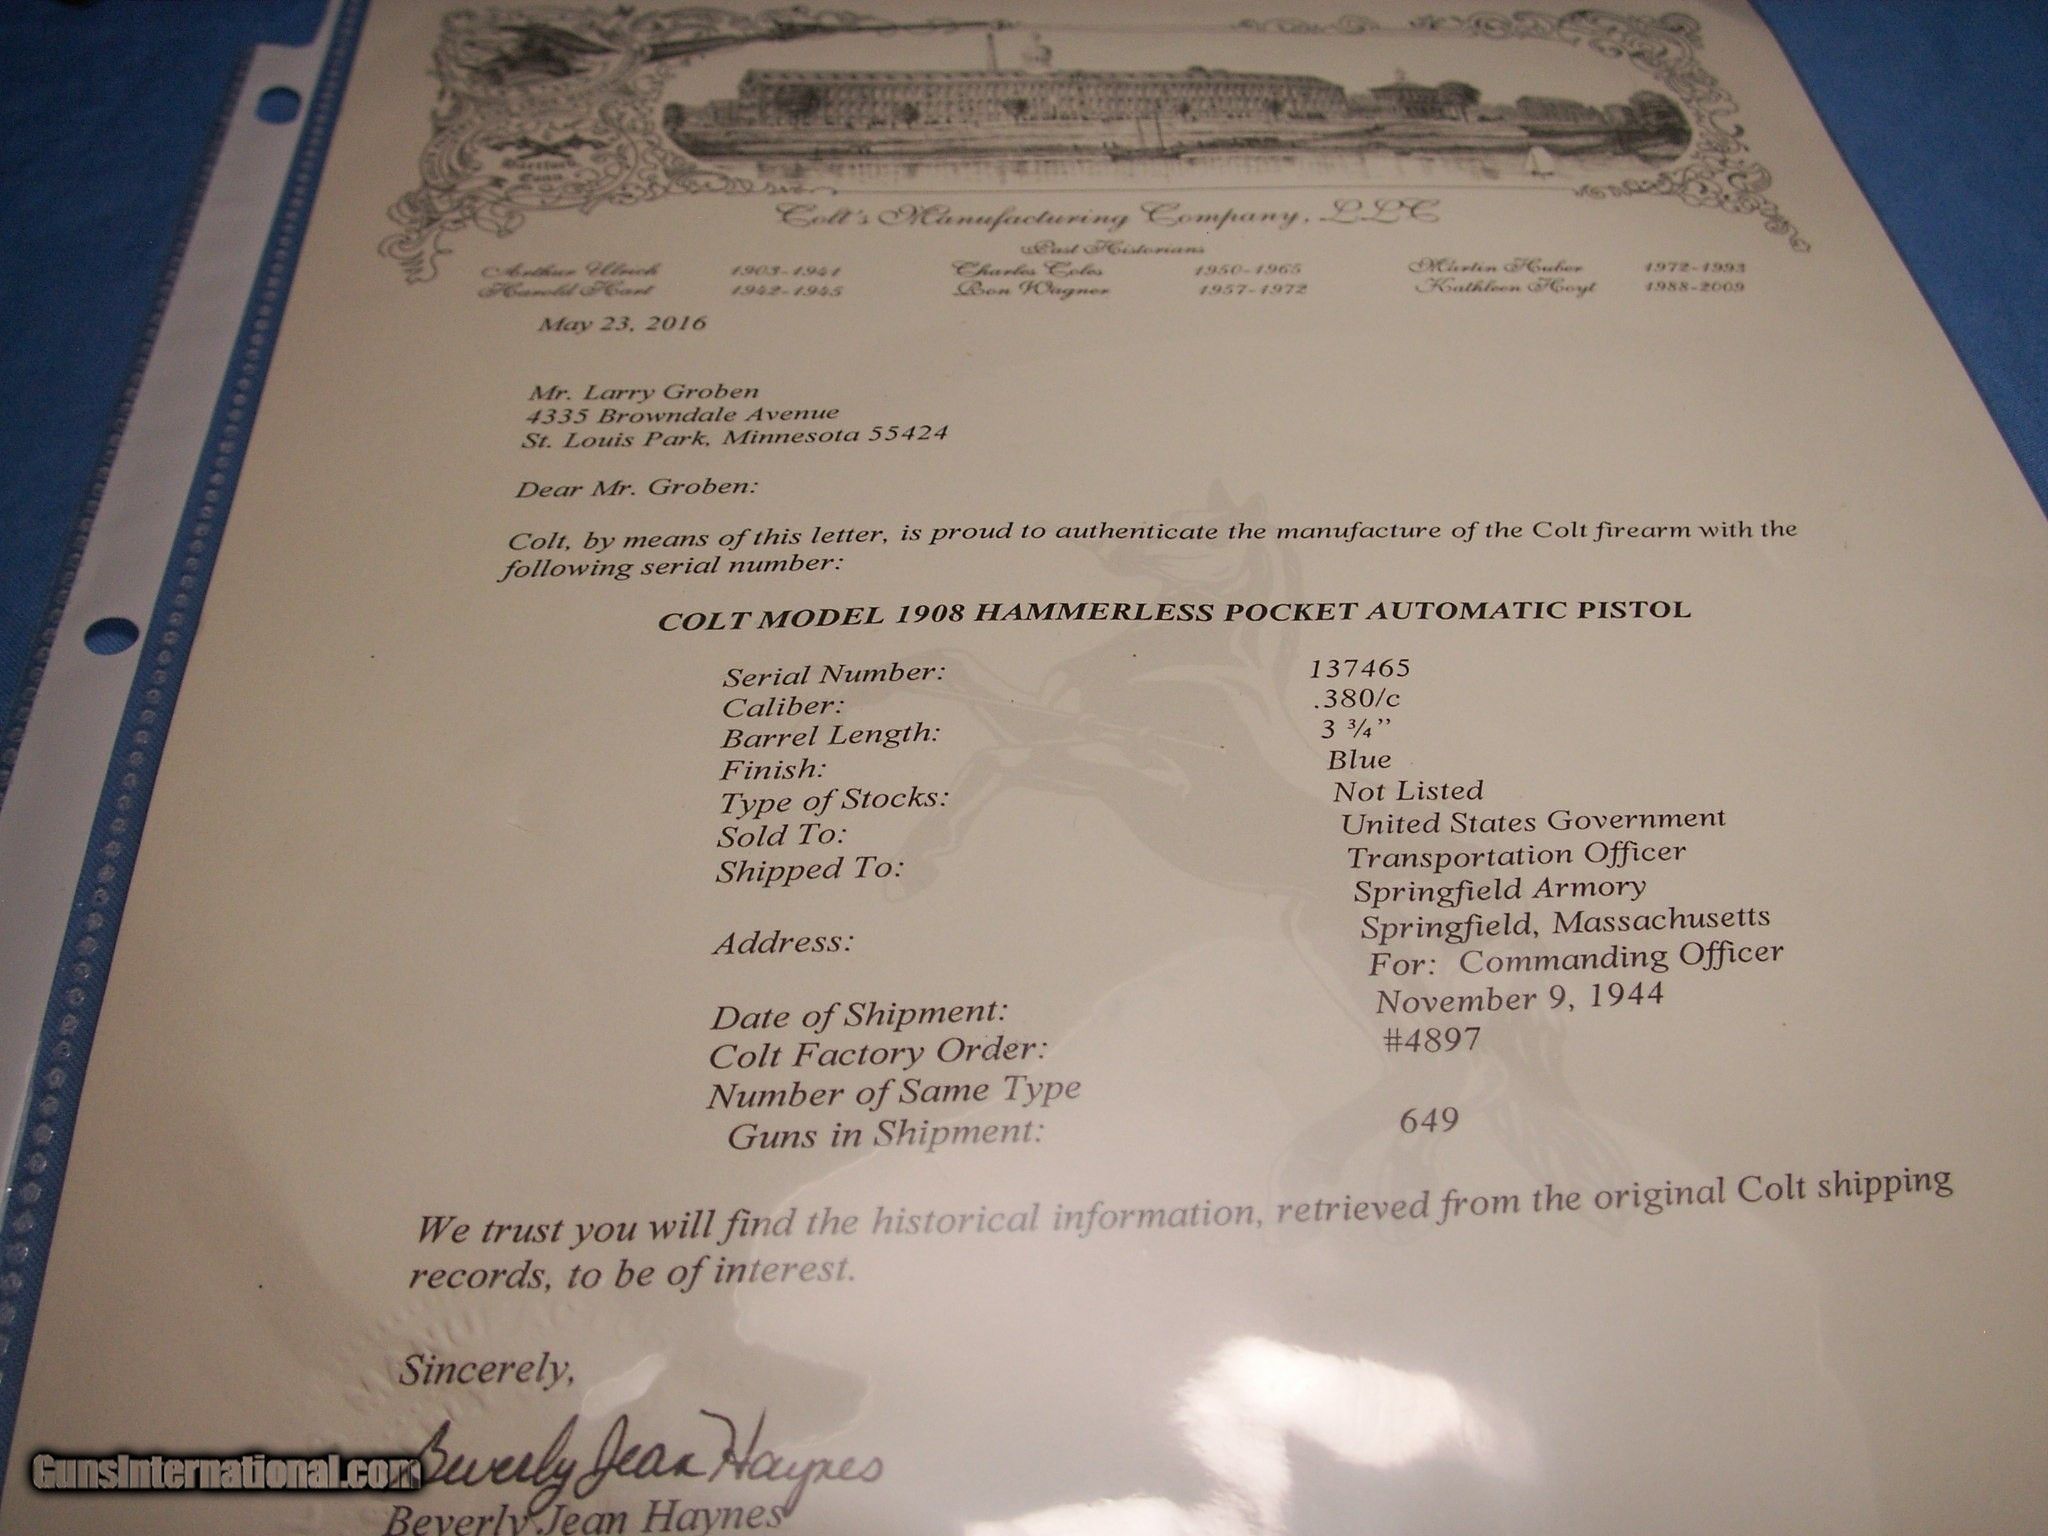 Hartford
Conn.
Colt's Manufacturing Company, LLC
Past Historians
Arthur Ulrich 1903-1941 Charles Coles 1950-1965 Martin Huber 1972-1993
Harold Hart 1942-1945 Ron Wagner 1957-1972 Kathleen Hoyt 1988-2009
May 23, 2016
Mr. Larry Groben
4335 Browndale Avenue
St. Louis Park, Minnesota 55424
Dear Mr. Groben:
Colt, by means of this letter, is proud to authenticate the manufacture of the Colt firearm with the
following serial number:
COLT MODEL 1908 HAMMERLESS POCKET AUTOMATIC PISTOL
Serial Number: 137465
Caliber: .380/c
Barrel Length: 3 ¾”
Finish: Blue
Type of Stocks: Not Listed
Sold To: United States Government
Shipped To: Transportation Officer
Springfield Armory
Address: Springfield, Massachusetts
For: Commanding Officer
Date of Shipment: November 9, 1944
Colt Factory Order: #4897
Number of Same Type
Guns in Shipment: 649
We trust you will find the historical information, retrieved from the original Colt shipping
records, to be of interest.
Sincerely,
Beverly Jean Haynes
Beverly Jean Haynes
GunsInternational.com